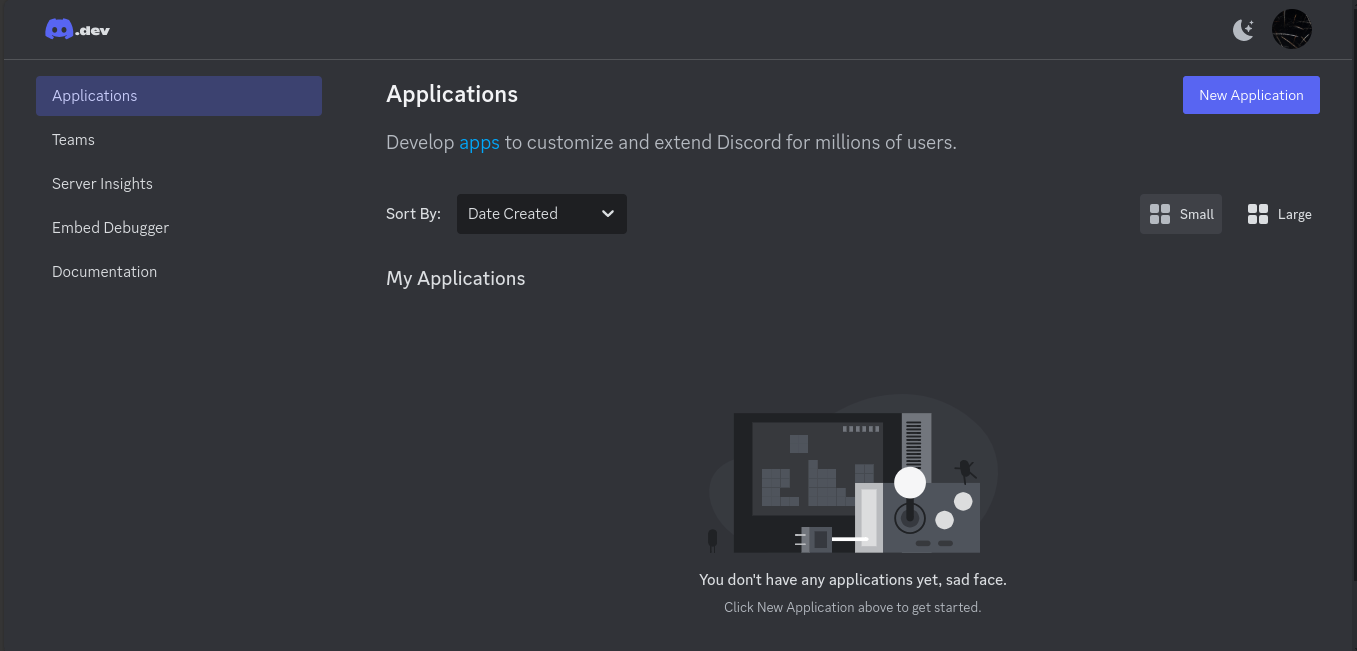 .dev
Applications
Teams
Server Insights
Embed Debugger
Documentation
Applications
New Application
Develop apps to customize and extend Discord for millions of users.
Sort By: Date Created
Small Large
My Applications
You don't have any applications yet, sad face.
Click New Application above to get started.